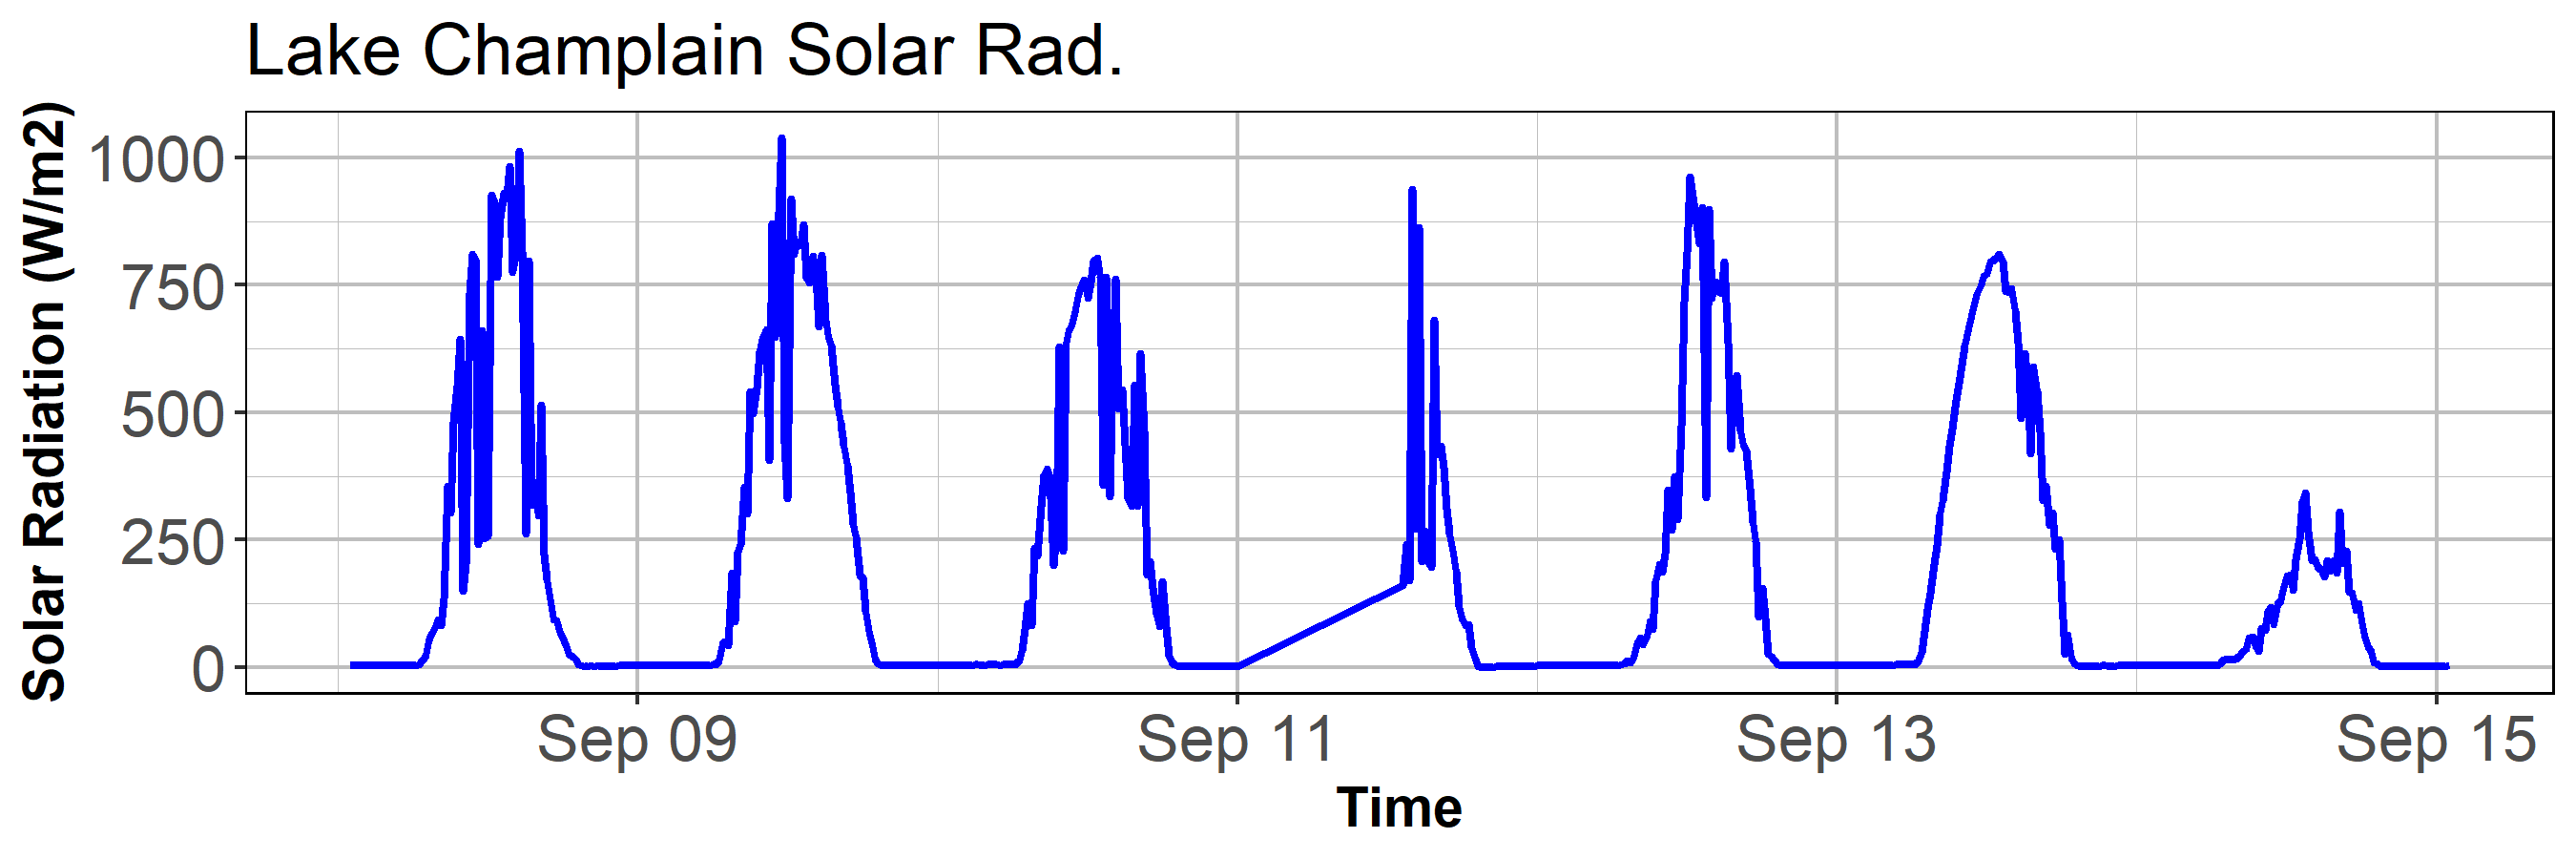 Lake Champlain Solar Rad.
Solar Radiation (W/m2)
1000
750
500
250
0
Sep 09
Sep 11
Sep 13
Sep 15
Time